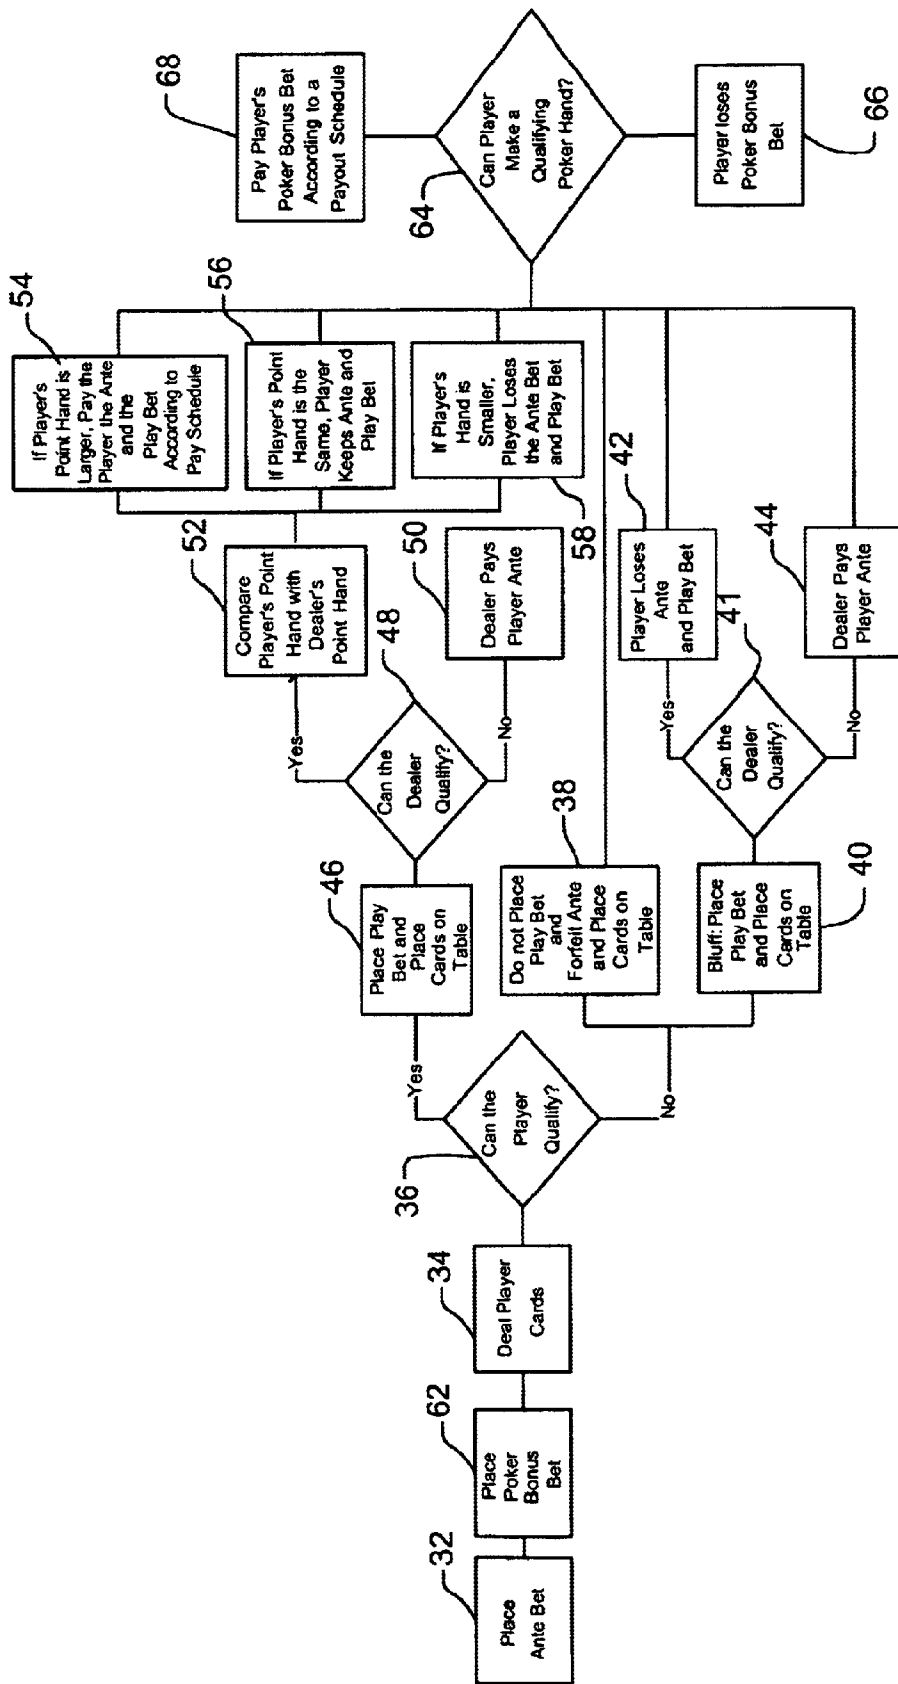 32
Place
Ante Bet
62
Place
Poker
Bonus
Bet
34
Deal Player
Cards
36
Can the
Player
Qualify?
Yes
No
46
Place Play
Bet and
Place
Cards on
Table
38
Do not Place
Play Bet
and
Forfeit Ante
and Place
Cards on
Table
40
Bluff: Place
Play Bet
and Place
Cards on
Table
48
Can the
Dealer
Qualify?
Yes
No
41
Can the
Dealer
Qualify?
Yes
No
52
Compare
Player's Point
Hand with
Dealer's
Point Hand
50
Dealer Pays
Player Ante
42
Player Loses
Ante
and Play Bet
44
Dealer Pays
Player Ante
54
If Player's
Point Hand is
Larger, Pay the
Player the Ante
and the
Play Bet
According to
Pay Schedule
56
If Player's Point
Hand is the
Same, Player
Keeps Ante and
Play Bet
58
If Player's
Hand is
Smaller,
Player Loses
the Ante Bet
and Play Bet
64
Can Player
Make a
Qualifying
Poker Hand?
68
Pay Player's
Poker Bonus Bet
According to a
Payout Schedule
66
Player loses
Poker Bonus
Bet